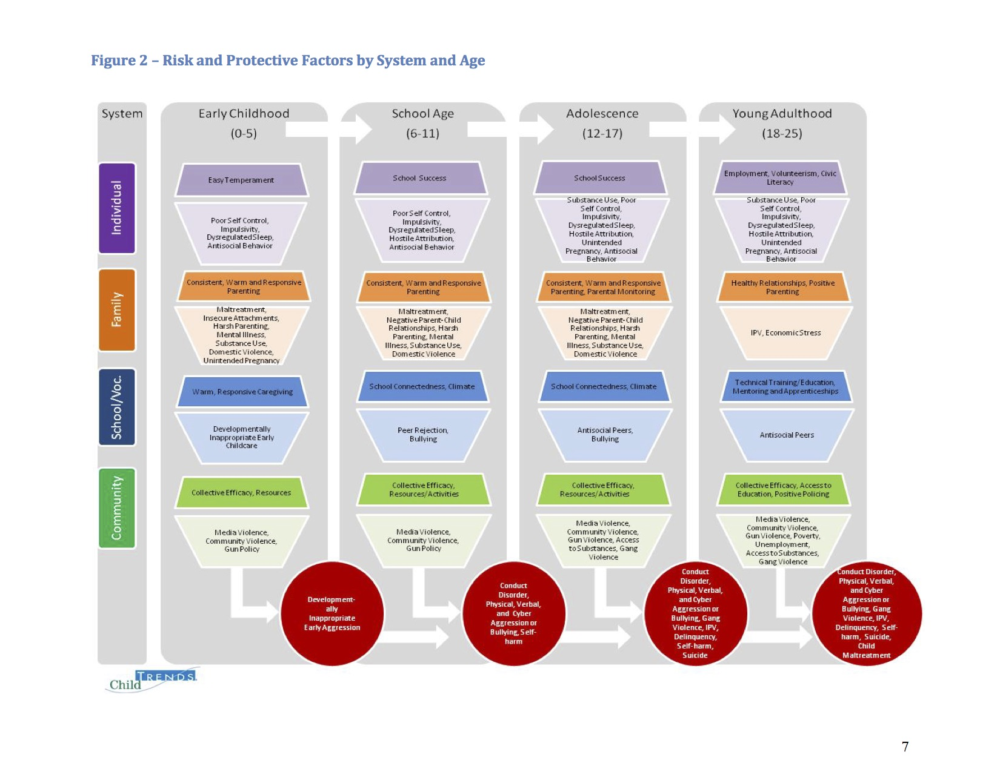 Figure 2 – Risk and Protective Factors by System and Age
System
Individual
Family
School/Voc.
Community
Early Childhood
(0-5)
Easy Temperament
Poor Self Control,
Impulsivity,
Dysregulated Sleep,
Antisocial Behavior
Consistent, Warm and Responsive
Parenting
Maltreatment,
Insecure Attachments,
Harsh Parenting,
Mental Illness,
Substance Use,
Domestic Violence,
Unintended Pregnancy
Warm, Responsive Caregiving
Developmentally
Inappropriate Early
Childcare
Collective Efficacy, Resources
Media Violence,
Community Violence,
Gun Policy
Development-
ally
Inappropriate
Early Aggression
School Age
(6-11)
School Success
Poor Self Control,
Impulsivity,
Dysregulated Sleep,
Hostile Attribution,
Antisocial Behavior
Consistent, Warm and Responsive
Parenting
Maltreatment,
Negative Parent-Child
Relationships, Harsh
Parenting, Mental
Illness, Substance Use,
Domestic Violence
School Connectedness, Climate
Peer Rejection,
Bullying
Collective Efficacy,
Resources/Activities
Media Violence,
Community Violence,
Gun Policy
Conduct
Disorder,
Physical, Verbal,
and Cyber
Aggression or
Bullying, Self-
harm
Adolescence
(12-17)
School Success
Substance Use, Poor
Self Control,
Impulsivity,
Dysregulated Sleep,
Hostile Attribution,
Unintended
Pregnancy, Antisocial
Behavior
Consistent, Warm and Responsive
Parenting, Parental Monitoring
Maltreatment,
Negative Parent-Child
Relationships, Harsh
Parenting, Mental
Illness, Substance Use,
Domestic Violence
School Connectedness, Climate
Antisocial Peers,
Bullying
Collective Efficacy,
Resources/Activities
Media Violence,
Community Violence,
Gun Violence, Access
to Substances, Gang
Violence
Conduct
Disorder,
Physical, Verbal,
and Cyber
Aggression or
Bullying, Gang
Violence, IPV,
Delinquency,
Self-harm,
Suicide
Young Adulthood
(18-25)
Employment, Volunteerism, Civic
Literacy
Substance Use, Poor
Self Control,
Impulsivity,
Dysregulated Sleep,
Hostile Attribution,
Unintended
Pregnancy, Antisocial
Behavior
Healthy Relationships, Positive
Parenting
IPV, Economic Stress
Technical Training/Education,
Mentoring and Apprenticeships
Antisocial Peers
Collective Efficacy, Access to
Education, Positive Policing
Media Violence,
Community Violence,
Gun Violence, Poverty,
Unemployment,
Access to Substances,
Gang Violence
Conduct Disorder,
Physical, Verbal,
and Cyber
Aggression or
Bullying, Gang
Violence, IPV,
Delinquency, Self-
harm, Suicide,
Child
Maltreatment
Child TRENDS
7